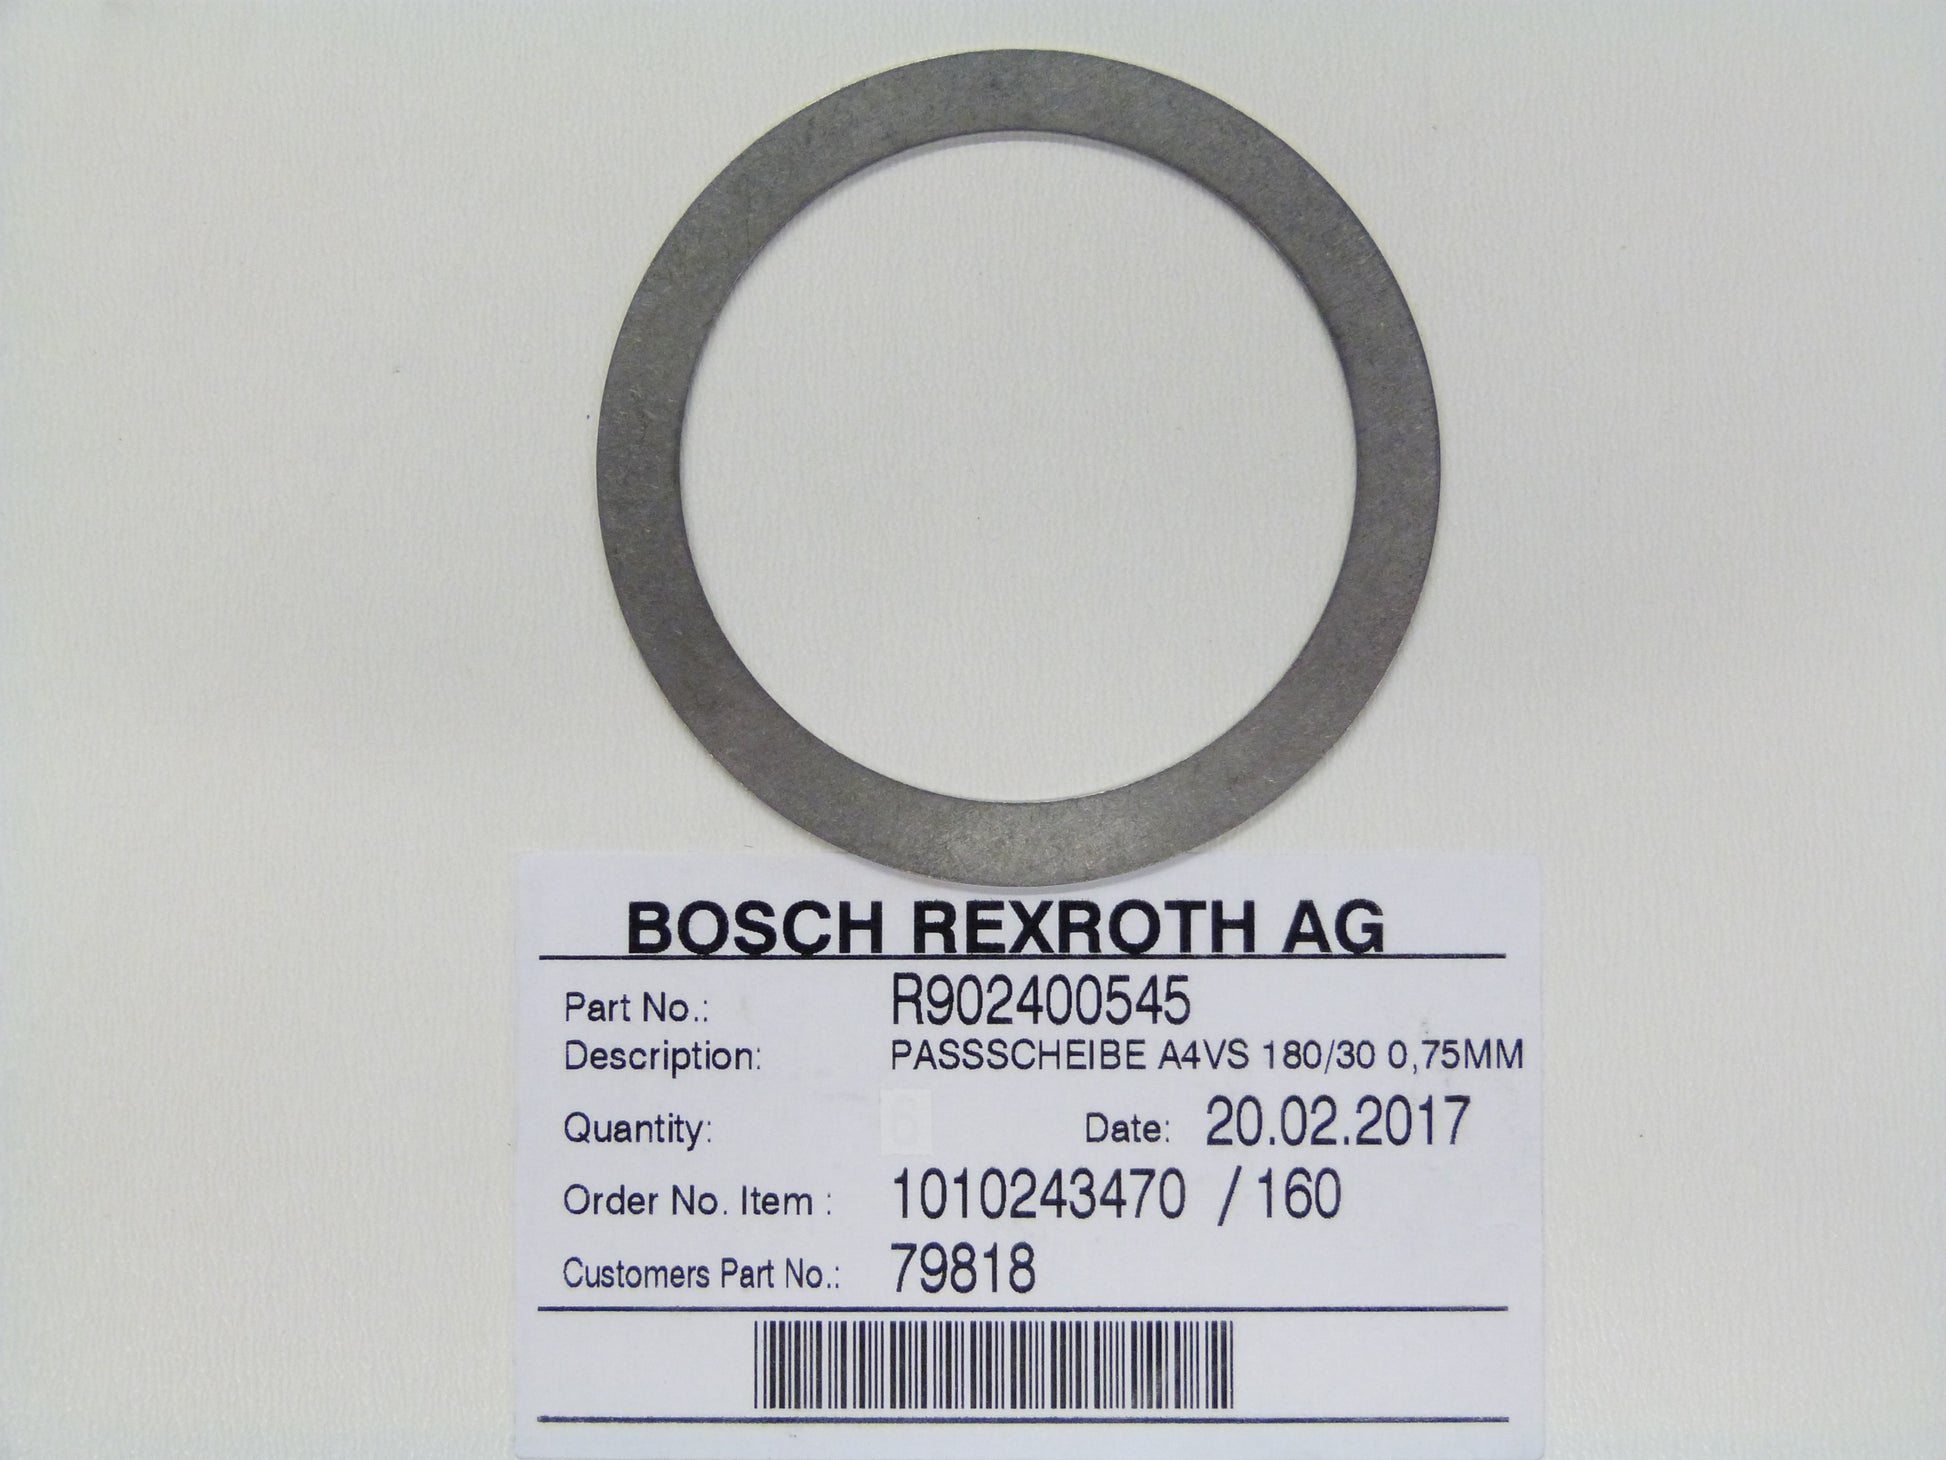 BOSCH REXROTH AG
Part No.: R902400545
Description: PASSSCHEIBE A4VS 180/30 0,75MM
Quantity: Date: 20.02.2017
Order No. Item : 1010243470 / 160
Customers Part No.: 79818